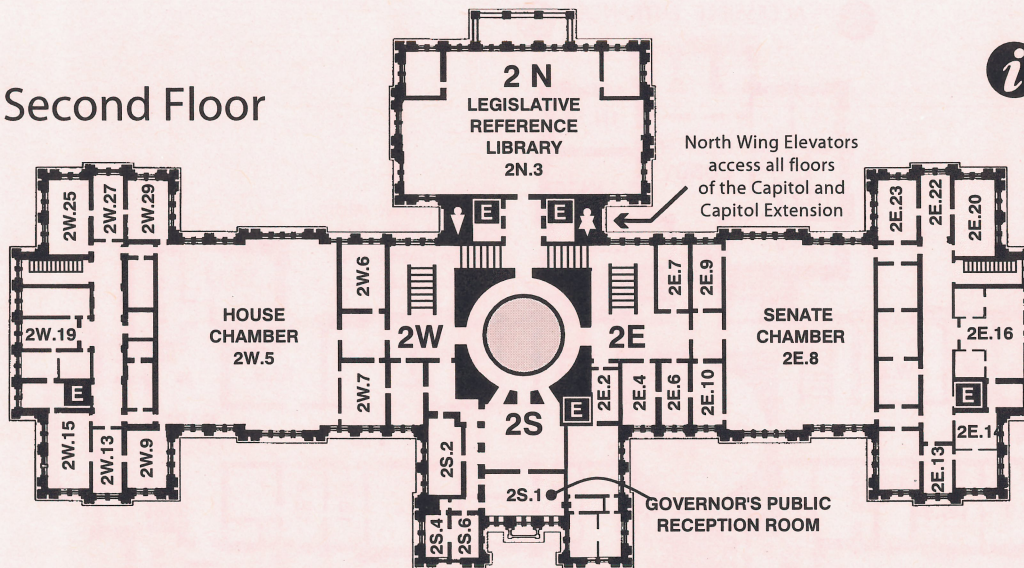 Second Floor
i
2 N
LEGISLATIVE
REFERENCE
LIBRARY
2N.3
North Wing Elevators
access all floors
of the Capitol and
Capitol Extension
E
E
2W.25
2W.27
2W.29
2E.23
2E.22
2E.20
2W.6
2E.7
2E.9
HOUSE
CHAMBER
2W.5
SENATE
CHAMBER
2E.8
2W
2E
2W.19
2E.16
2W.7
2E.2
2E.4
2E.6
2E.10
E
E
E
2S
2W.15
2W.13
2W.9
2S.2
2E.14
2E.13
2S.1
GOVERNOR'S PUBLIC
RECEPTION ROOM
2S.4
2S.6